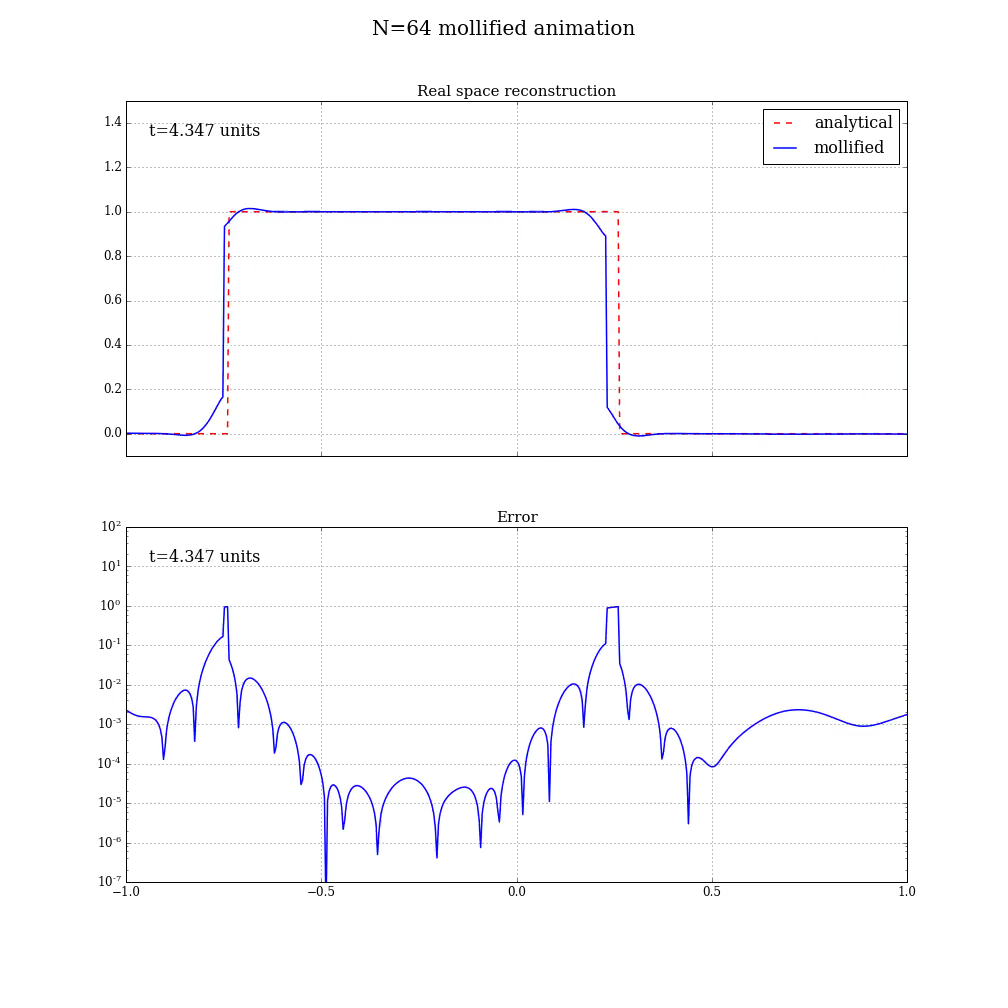 N=64 mollified animation
Real space reconstruction
t=4.347 units
analytical
mollified
1.4
1.2
1.0
0.8
0.6
0.4
0.2
0.0
Error
t=4.347 units
10²
10¹
10⁰
10⁻¹
10⁻²
10⁻³
10⁻⁴
10⁻⁵
10⁻⁶
10⁻⁷
−1.0 −0.5 0.0 0.5 1.0